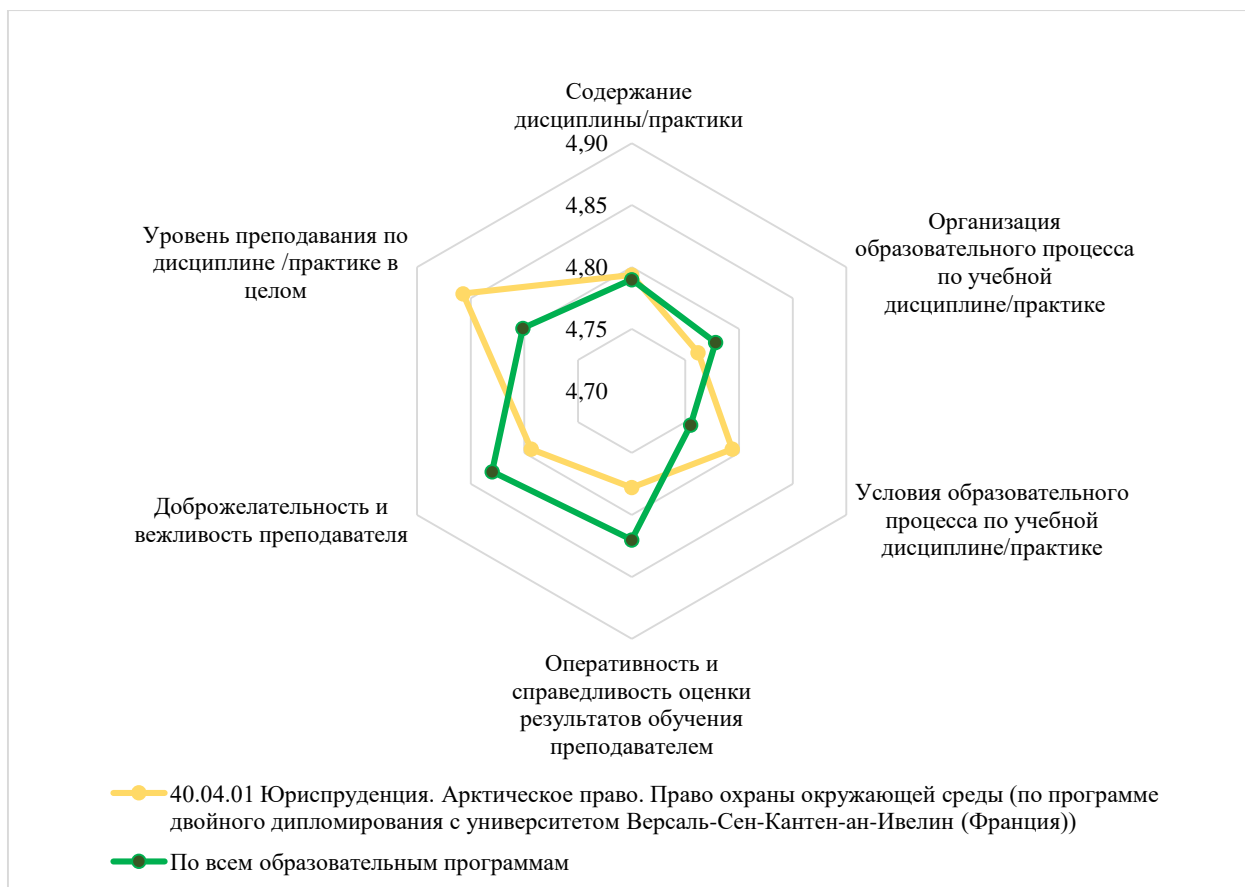 Содержание
дисциплины/практики
4,90
4,85
4,80
4,75
4,70
Организация
образовательного процесса
по учебной
дисциплине/практике
Условия образовательного
процесса по учебной
дисциплине/практике
Оперативность и
справедливость оценки
результатов обучения
преподавателем
Доброжелательность и
вежливость преподавателя
Уровень преподавания по
дисциплине /практике в
целом
40.04.01 Юриспруденция. Арктическое право. Право охраны окружающей среды (по программе
двойного дипломирования с университетом Версаль-Сен-Кантен-ан-Ивелин (Франция))
По всем образовательным программам